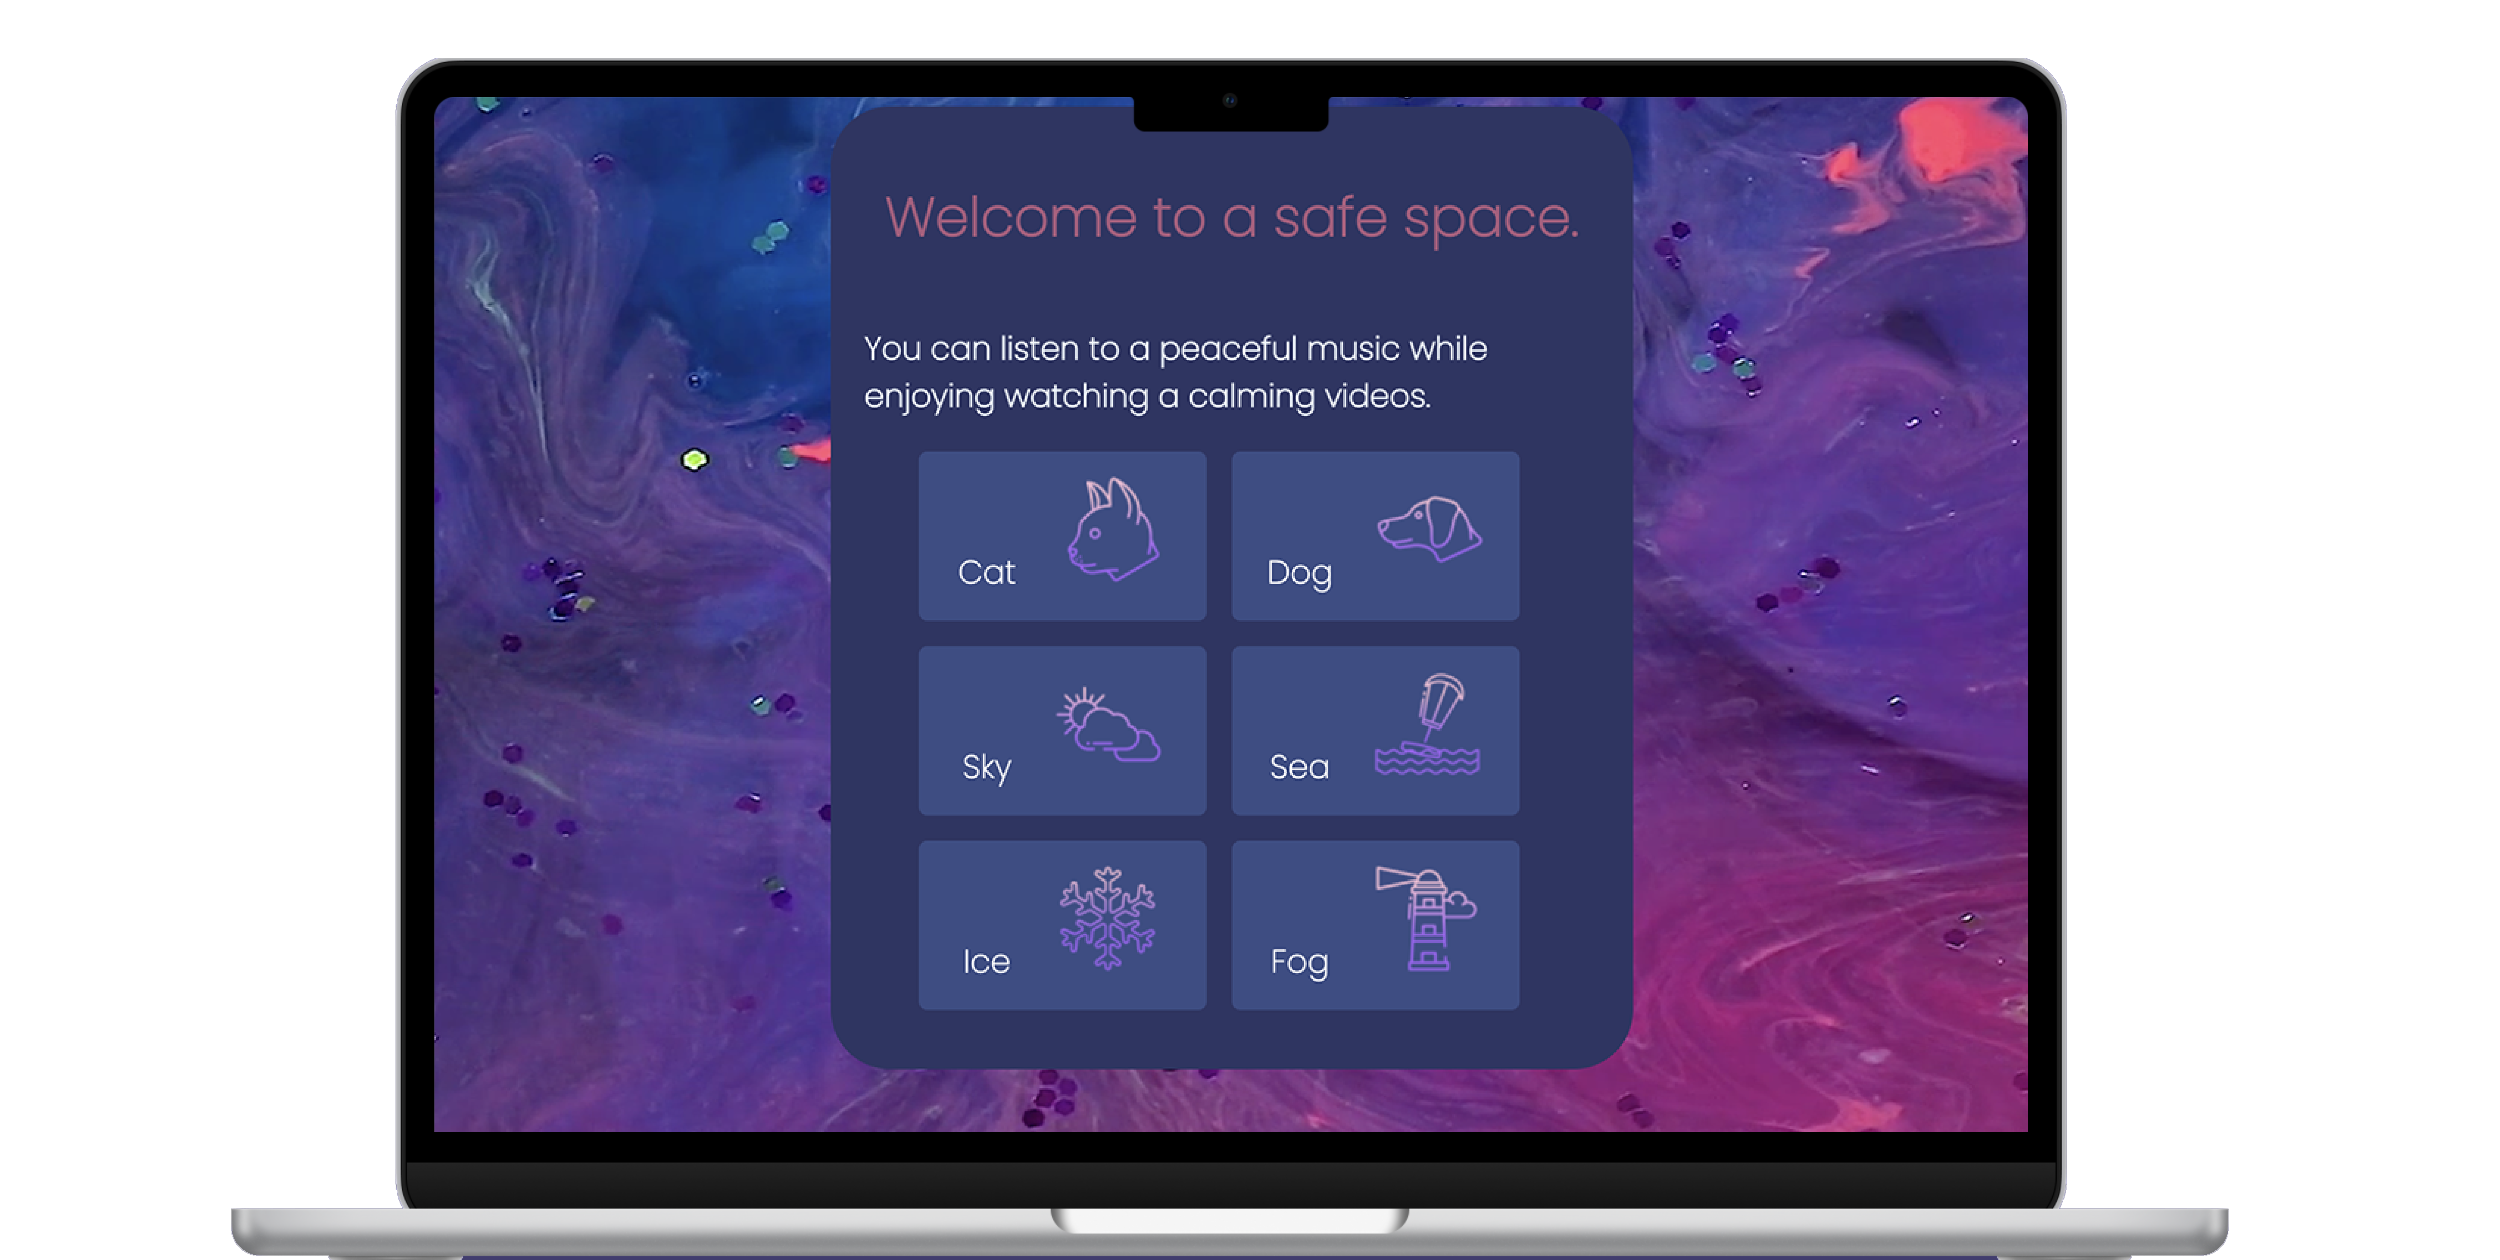 Welcome to a safe space.
You can listen to a peaceful music while
enjoying watching a calming videos.
Cat
Dog
Sky
Sea
Ice
Fog